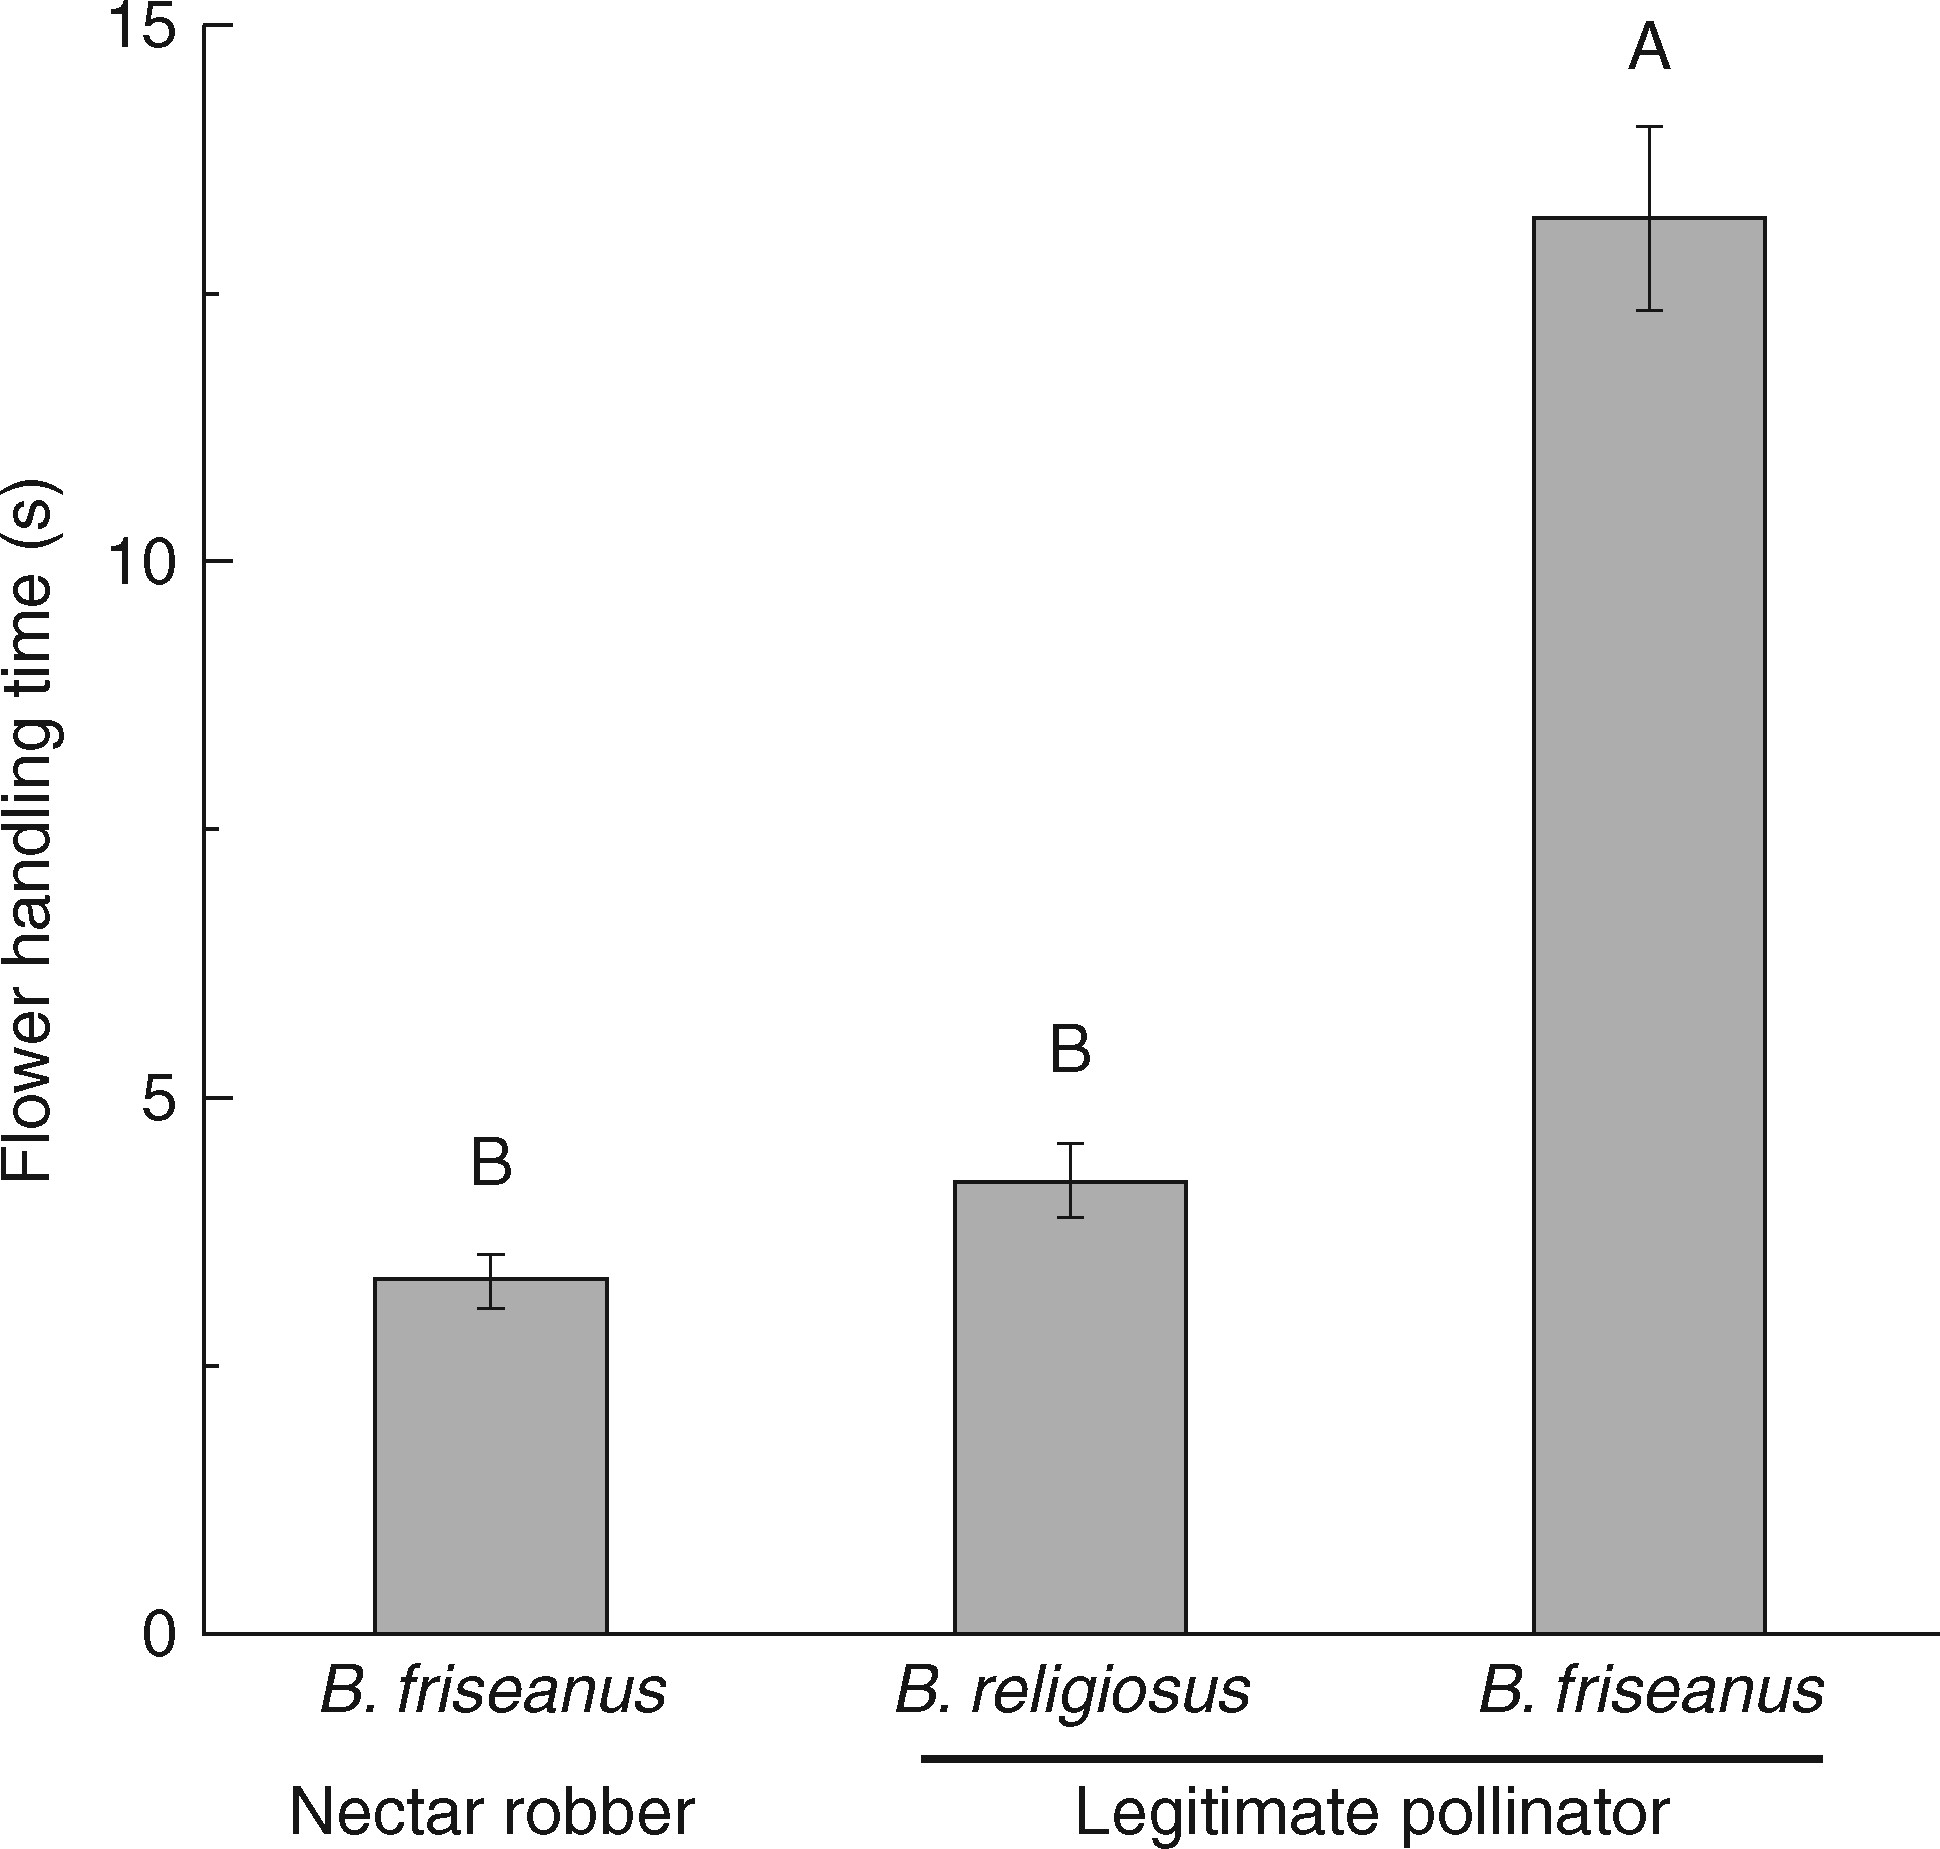 Flower handling time (s)
15
10
5
0
B
B
A
B. friseanus
B. religiosus
B. friseanus
Nectar robber
Legitimate pollinator